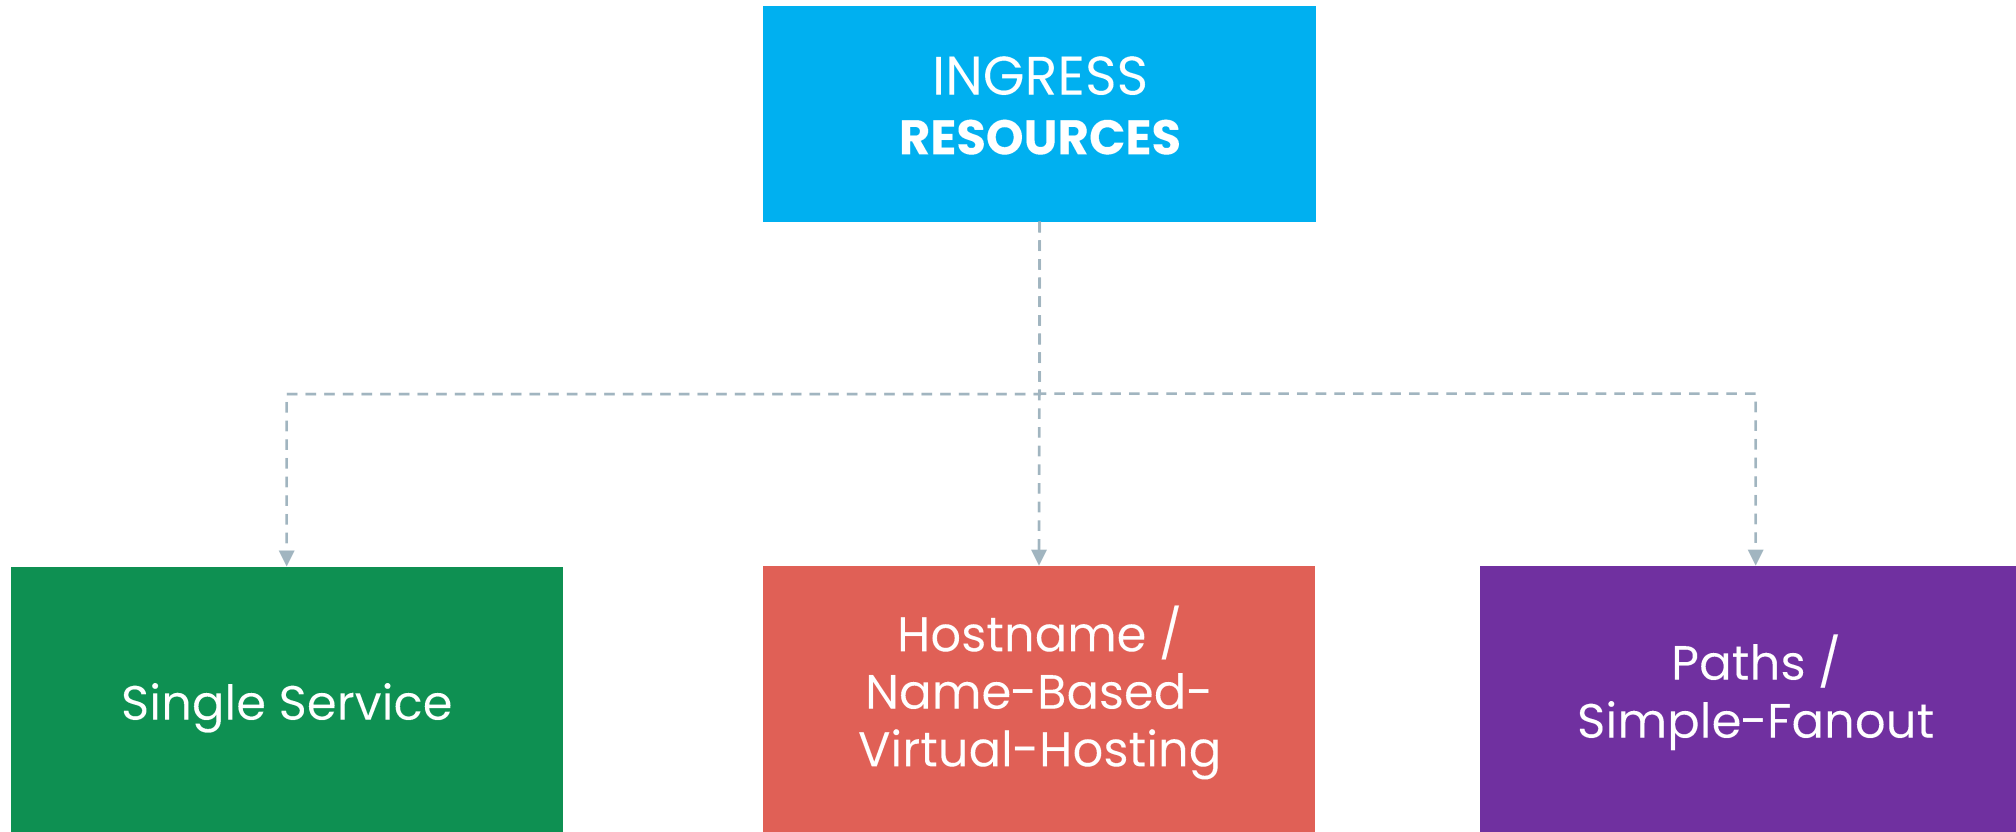 INGRESS
RESOURCES
Single Service
Hostname /
Name-Based-
Virtual-Hosting
Paths /
Simple-Fanout